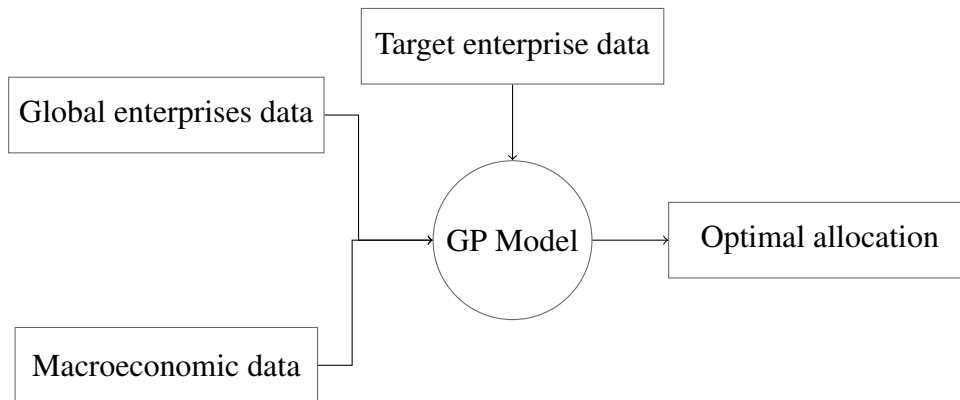 Target enterprise data
Global enterprises data
GP Model
Optimal allocation
Macroeconomic data